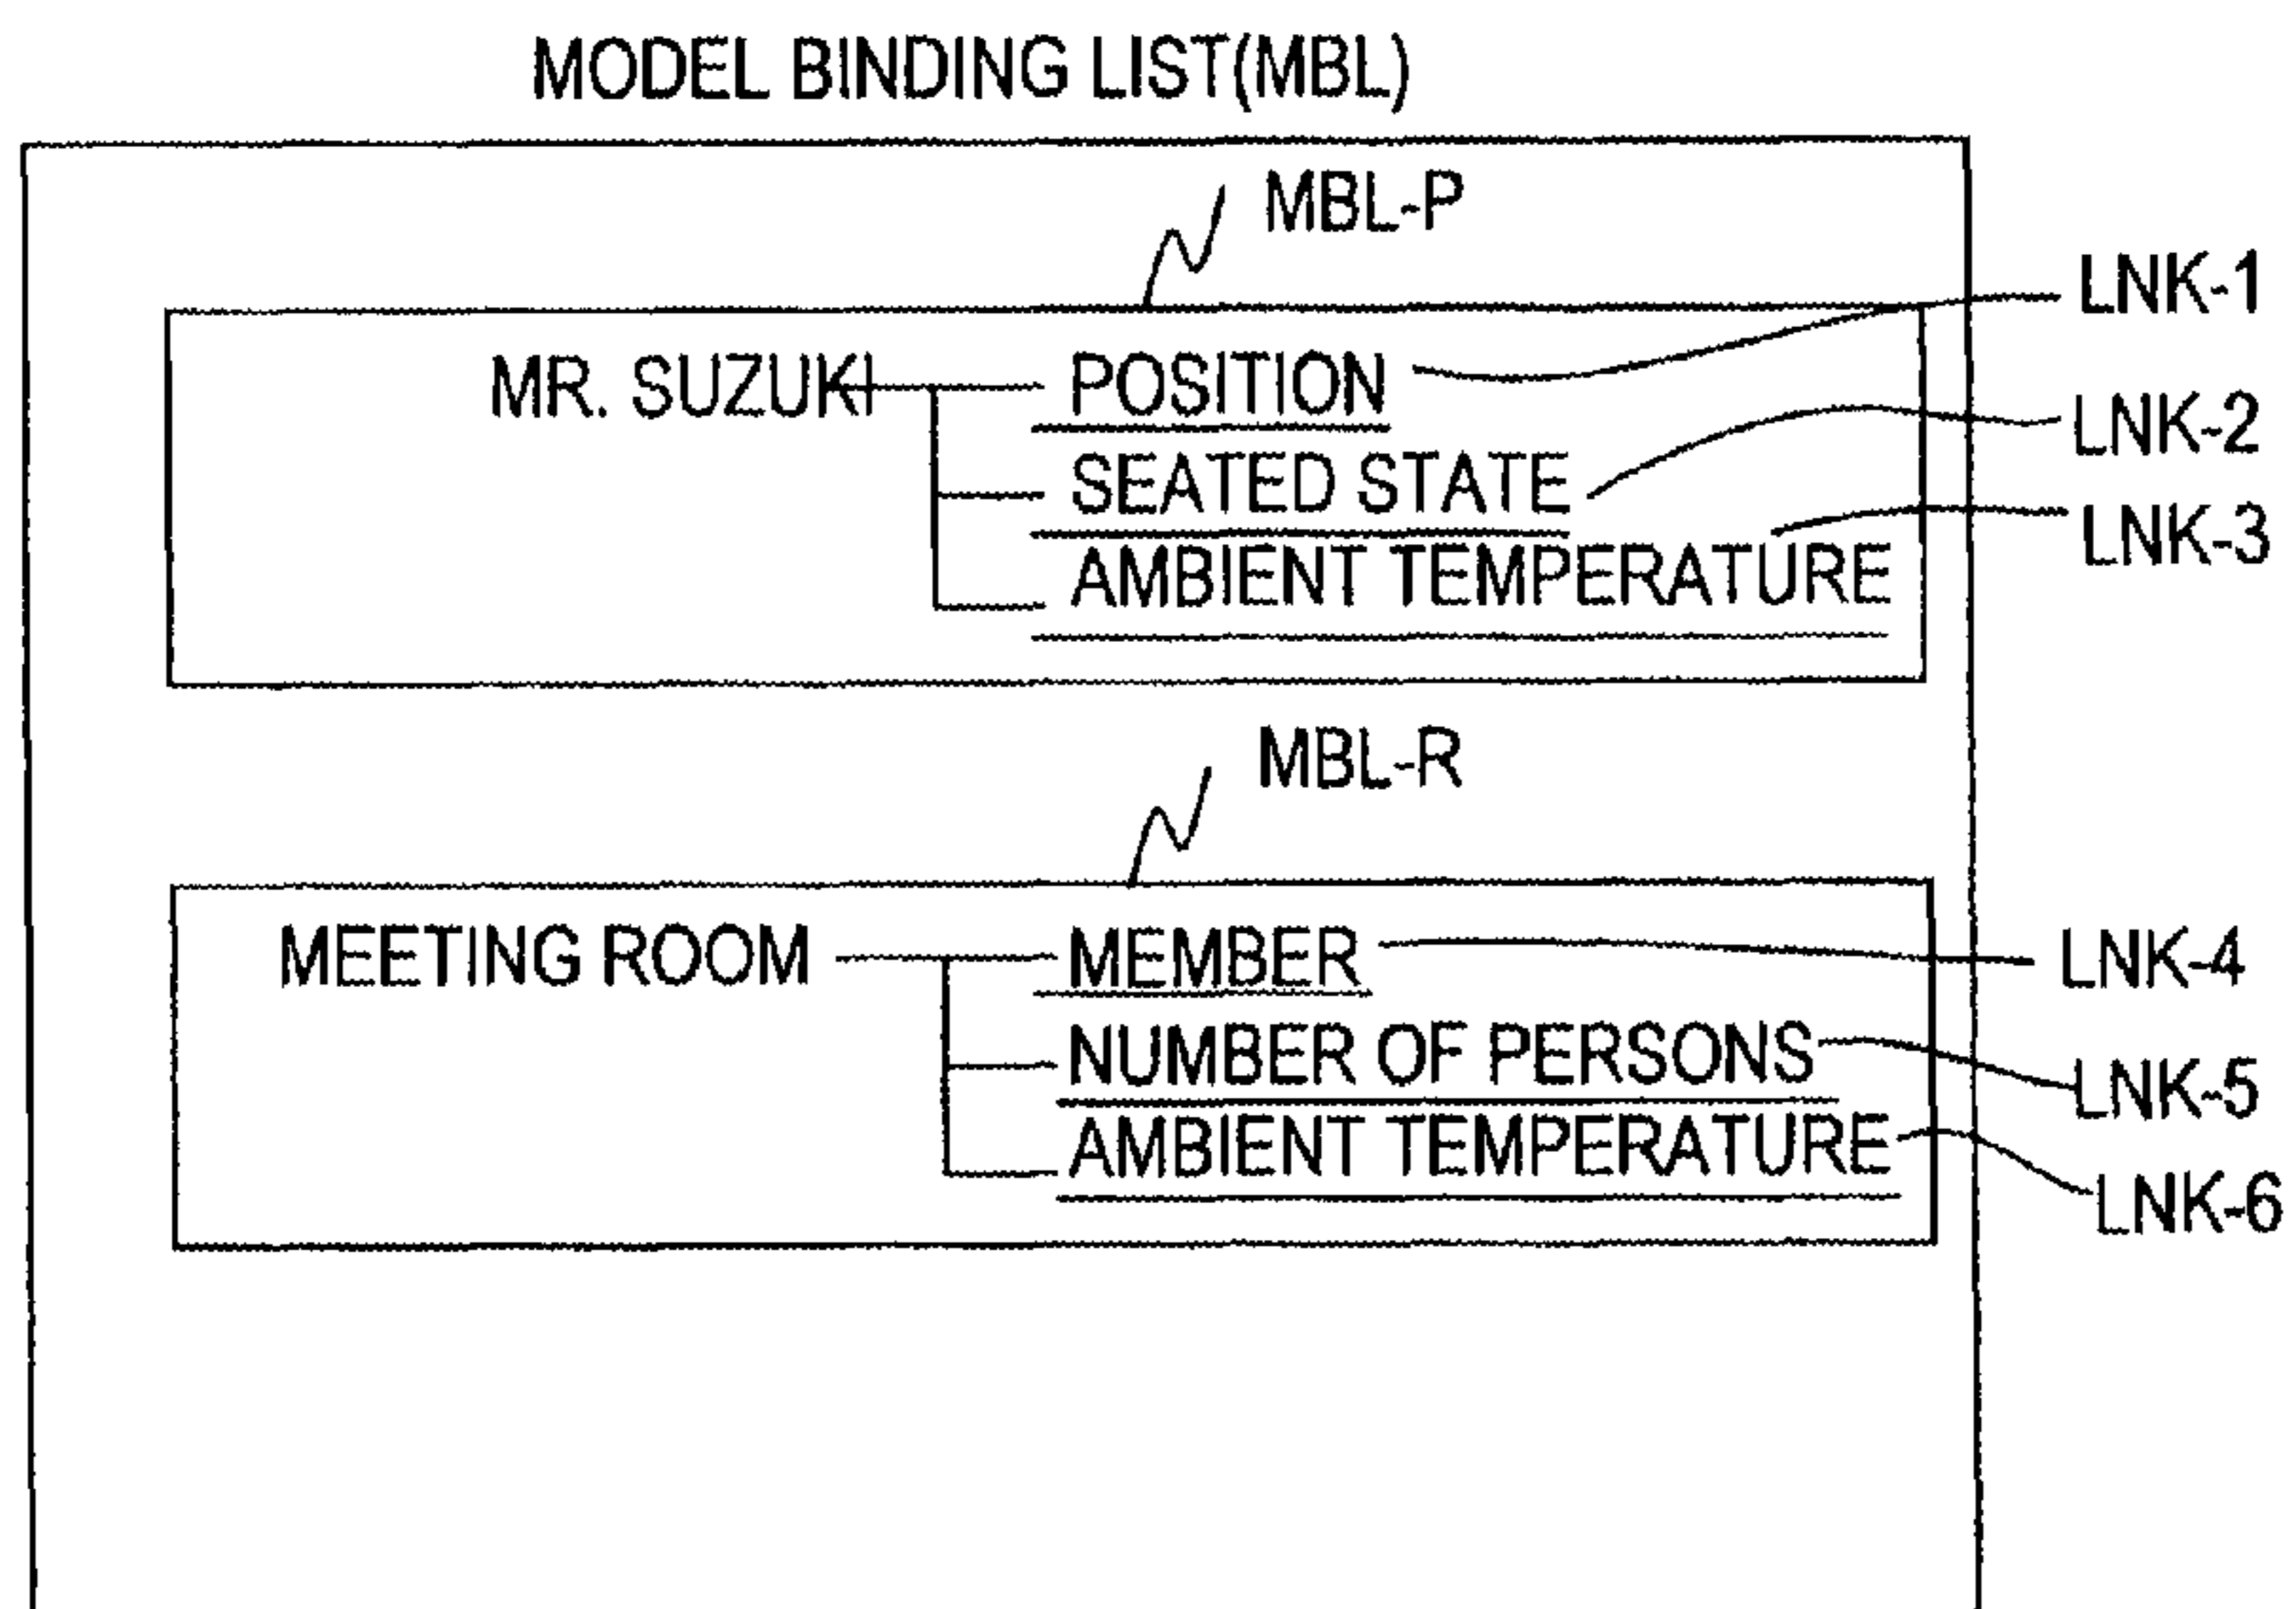 MODEL BINDING LIST(MBL)
MBL-P
LNK-1
MR. SUZUKI POSITION
LNK-2
SEATED STATE
LNK-3
AMBIENT TEMPERATURE
MBL-R
MEETING ROOM MEMBER LNK-4
NUMBER OF PERSONS
LNK-5
AMBIENT TEMPERATURE
LNK-6